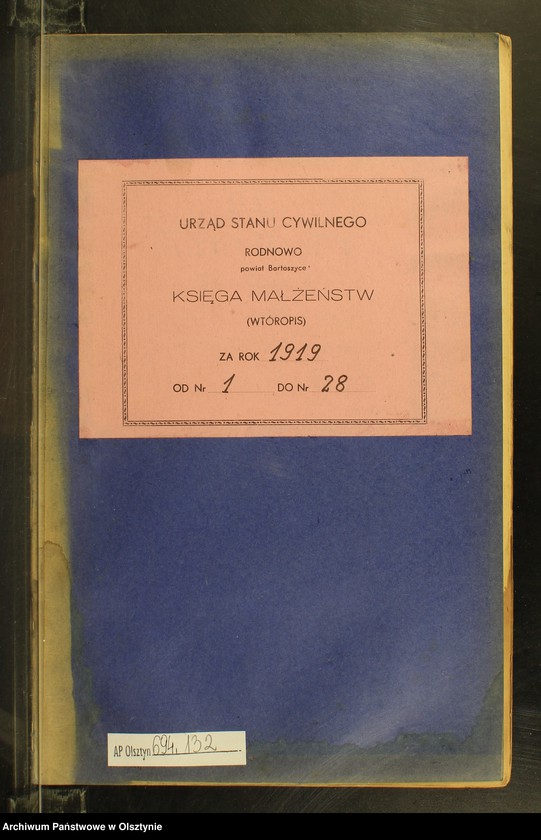 URZĄD STANU CYWILNEGO
RODNOWO
powiat Bartoszyce
KSIĘGA MAŁŻEŃSTW
(WTÓROPIS)
ZA ROK 1919
OD Nr 1 DO Nr 28
AP Olsztyn 694, 132
Archiwum Państwowe w Olsztynie